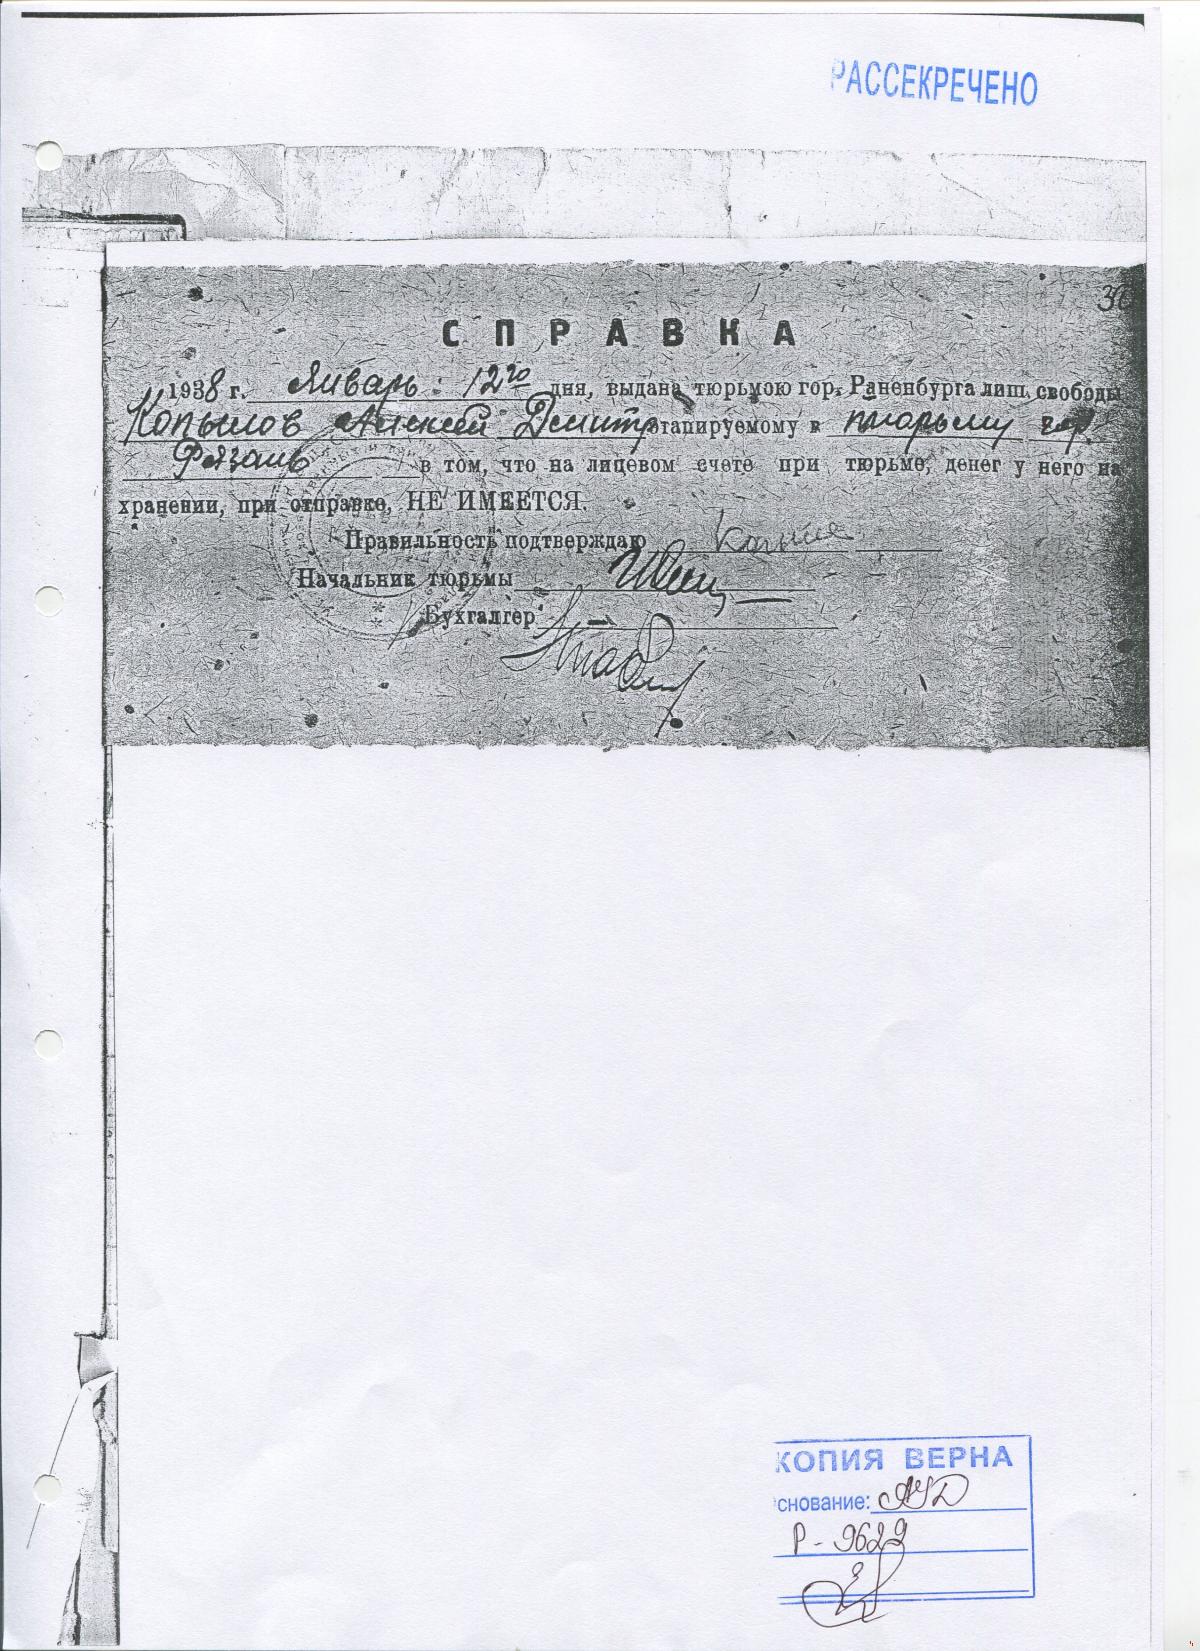 РАССЕКРЕЧЕНО
СПРАВКА
1938 г. Январь: 12го дня, выдана тюрьмою гор. Раненбурга лиш. свободы
Копылов Алексей Дмитр этапируемому в тюрьму гор.
Рязань в том, что на лицевом счете при тюрьме, денег у него на
хранении, при отправке, НЕ ИМЕЕТСЯ.
Правильность подтверждаю
Начальник тюрьмы
Бухгалтер
КОПИЯ ВЕРНА
снование: АУД
Р-9622